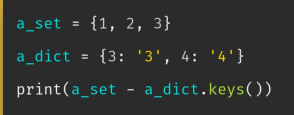 a_set = {1, 2, 3}
a_dict = {3: '3', 4: '4'}
print(a_set - a_dict.keys())